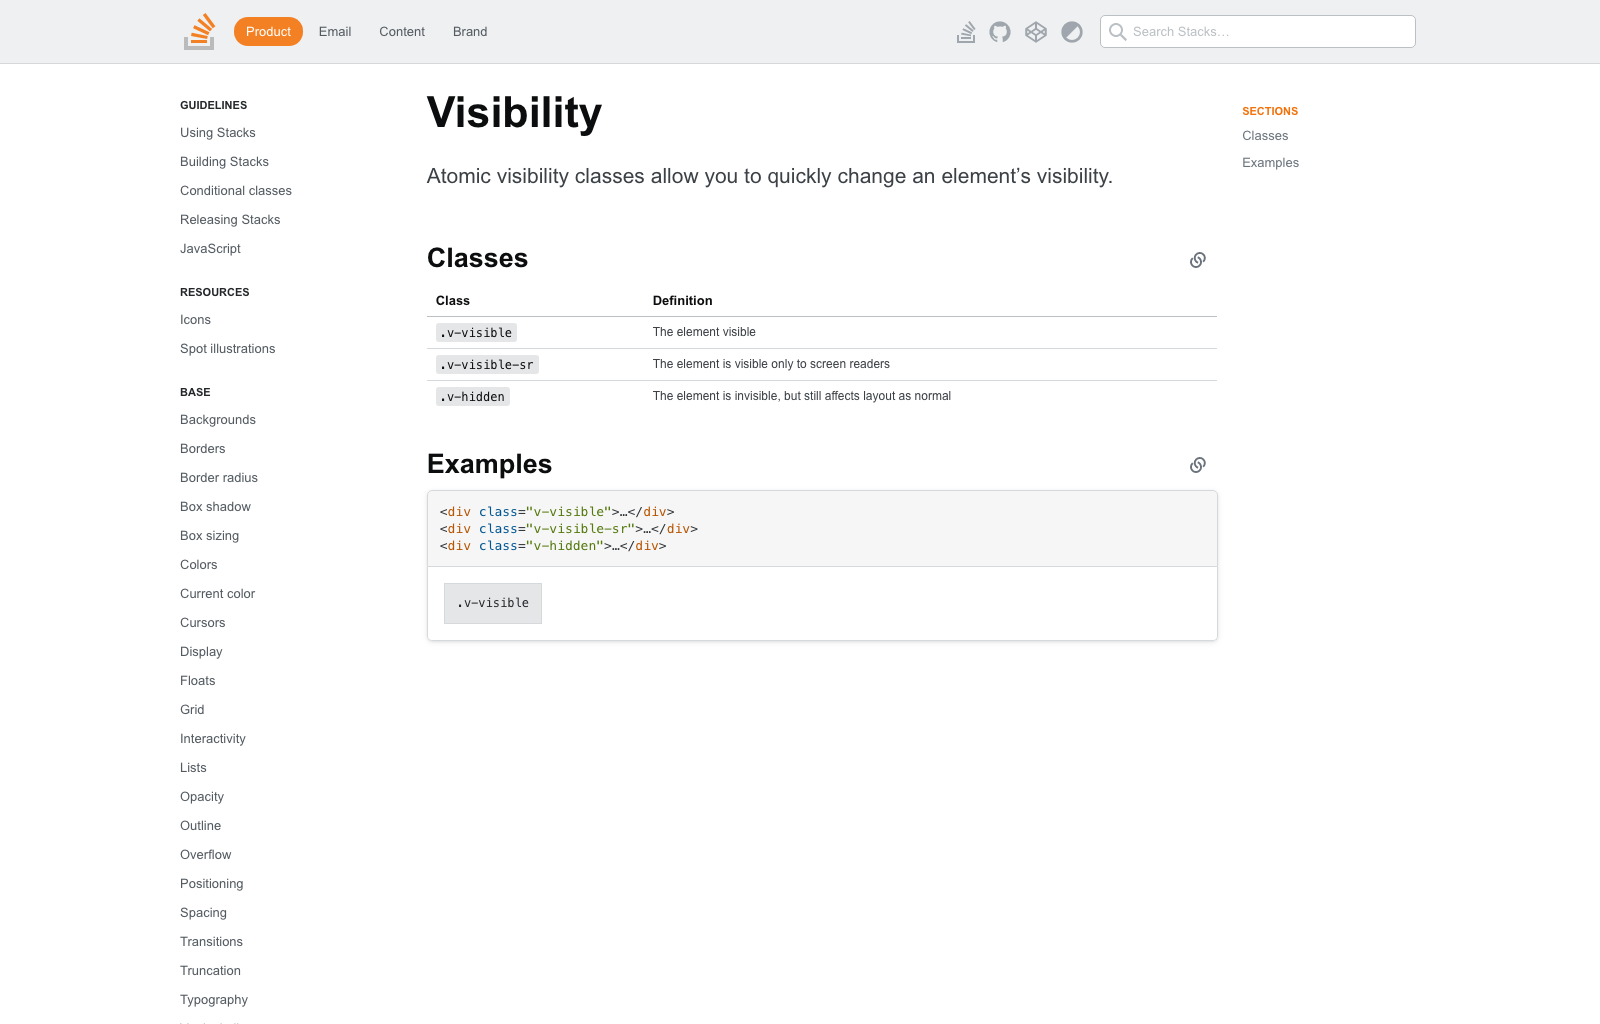 Product
Email
Content
Brand
Search Stacks…
GUIDELINES
Using Stacks
Building Stacks
Conditional classes
Releasing Stacks
JavaScript
RESOURCES
Icons
Spot illustrations
BASE
Backgrounds
Borders
Border radius
Box shadow
Box sizing
Colors
Current color
Cursors
Display
Floats
Grid
Interactivity
Lists
Opacity
Outline
Overflow
Positioning
Spacing
Transitions
Truncation
Typography
Visibility
Atomic visibility classes allow you to quickly change an element’s visibility.
Classes
Class Definition
.v-visible The element visible
.v-visible-sr The element is visible only to screen readers
.v-hidden The element is invisible, but still affects layout as normal
Examples
<div class="v-visible">…</div>
<div class="v-visible-sr">…</div>
<div class="v-hidden">…</div>
.v-visible
SECTIONS
Classes
Examples